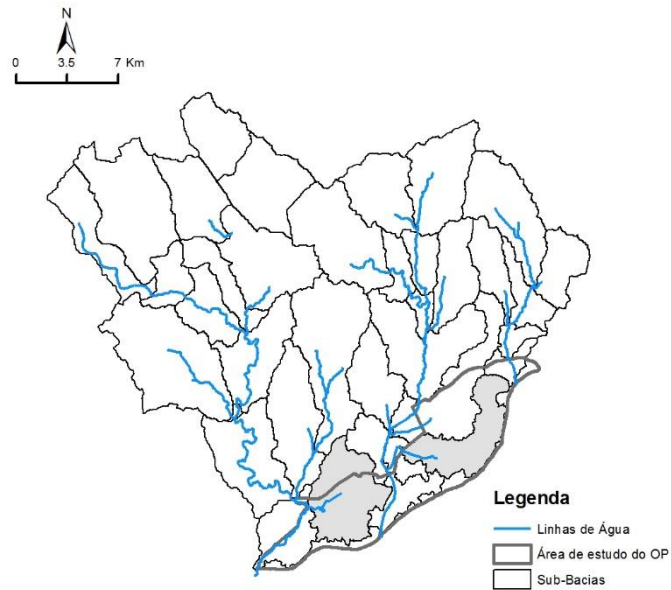 N
0 3.5 7 Km
Legenda
Linhas de Água
Área de estudo do OP
Sub-Bacias